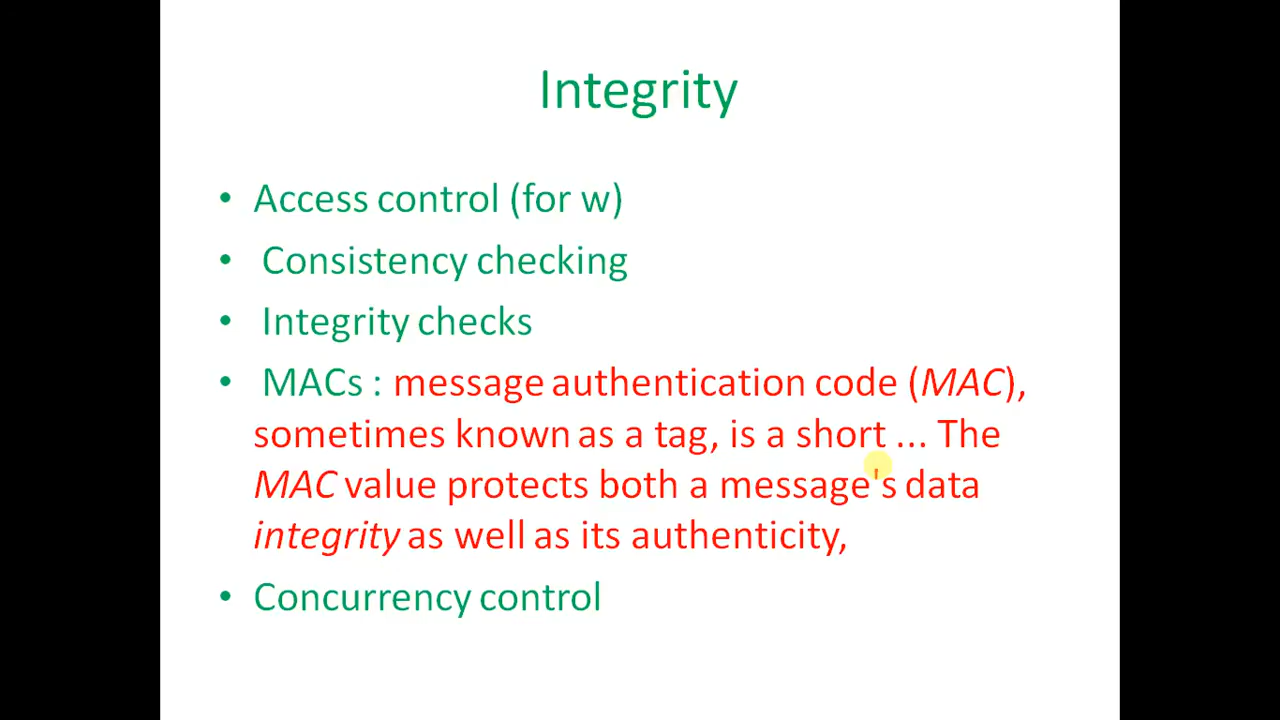 Integrity
• Access control (for w)
• Consistency checking
• Integrity checks
• MACs : message authentication code (MAC),
sometimes known as a tag, is a short ... The
MAC value protects both a message's data
integrity as well as its authenticity,
• Concurrency control